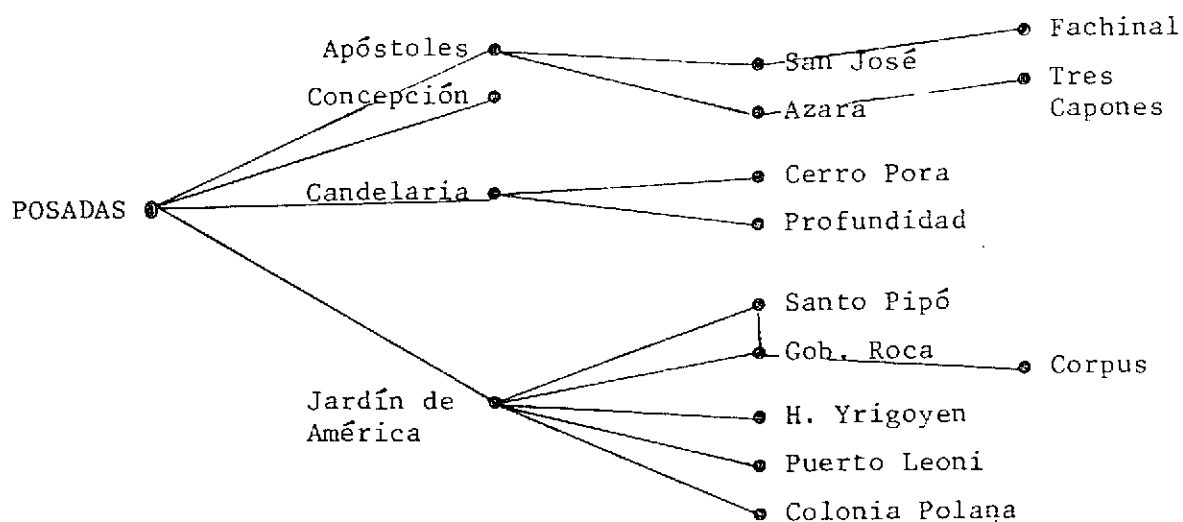 Fachinal
Apóstoles
San José
Tres
Capones
Concepción
Azara
Cerro Pora
Candelaria
POSADAS
Profundidad
Santo Pipó
Gob. Roca
Corpus
Jardín de
América
H. Yrigoyen
Puerto Leoni
Colonia Polana